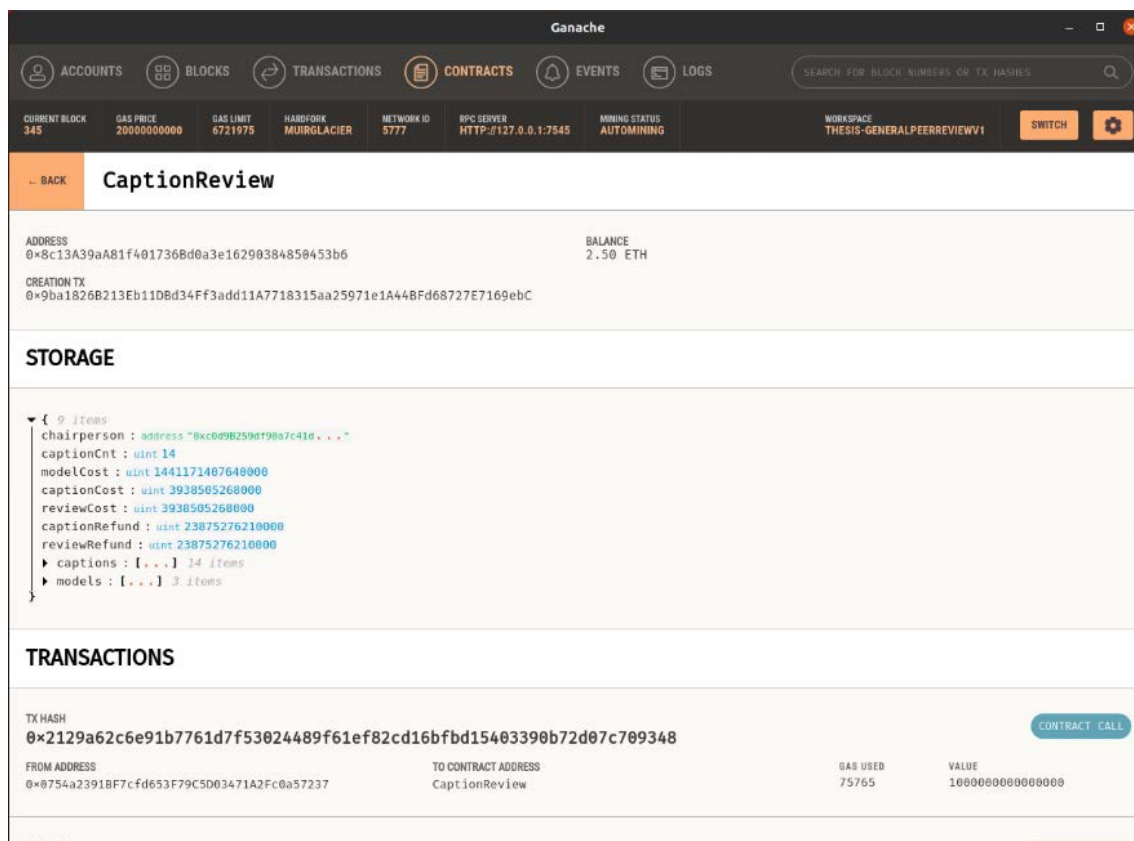 Ganache
ACCOUNTS BLOCKS TRANSACTIONS CONTRACTS EVENTS LOGS SEARCH FOR BLOCK NUMBERS OR TX HASHES
CURRENT BLOCK GAS PRICE GAS LIMIT HARDFORK NETWORK ID RPC SERVER MINING STATUS WORKSPACE
345 20000000000 6721975 MUIRGLACIER 5777 HTTP://127.0.0.1:7545 AUTOMINING THESIS-GENERALPEERREVIEWV1 SWITCH
← BACK CaptionReview
ADDRESS BALANCE
0×8c13A39aA81f401736Bd0a3e16290384850453b6 2.50 ETH
CREATION TX
0×9ba1826B213Eb11DBd34Ff3add11A7718315aa25971e1A44BFd68727E7169ebC
STORAGE
{ 9 items
chairperson : address "0xc0d9B259df98a7c41d..."
captionCnt : uint 14
modelCost : uint 1441171407640000
captionCost : uint 3938505268000
reviewCost : uint 3938505268000
captionRefund : uint 23875276210000
reviewRefund : uint 23875276210000
captions : [...] 14 items
models : [...] 3 items
}
TRANSACTIONS
TX HASH CONTRACT CALL
0×2129a62c6e91b7761d7f53024489f61ef82cd16bfbd15403390b72d07c709348
FROM ADDRESS TO CONTRACT ADDRESS GAS USED VALUE
0×0754a2391BF7cfd653F79C5D03471A2Fc0a57237 CaptionReview 75765 1000000000000000